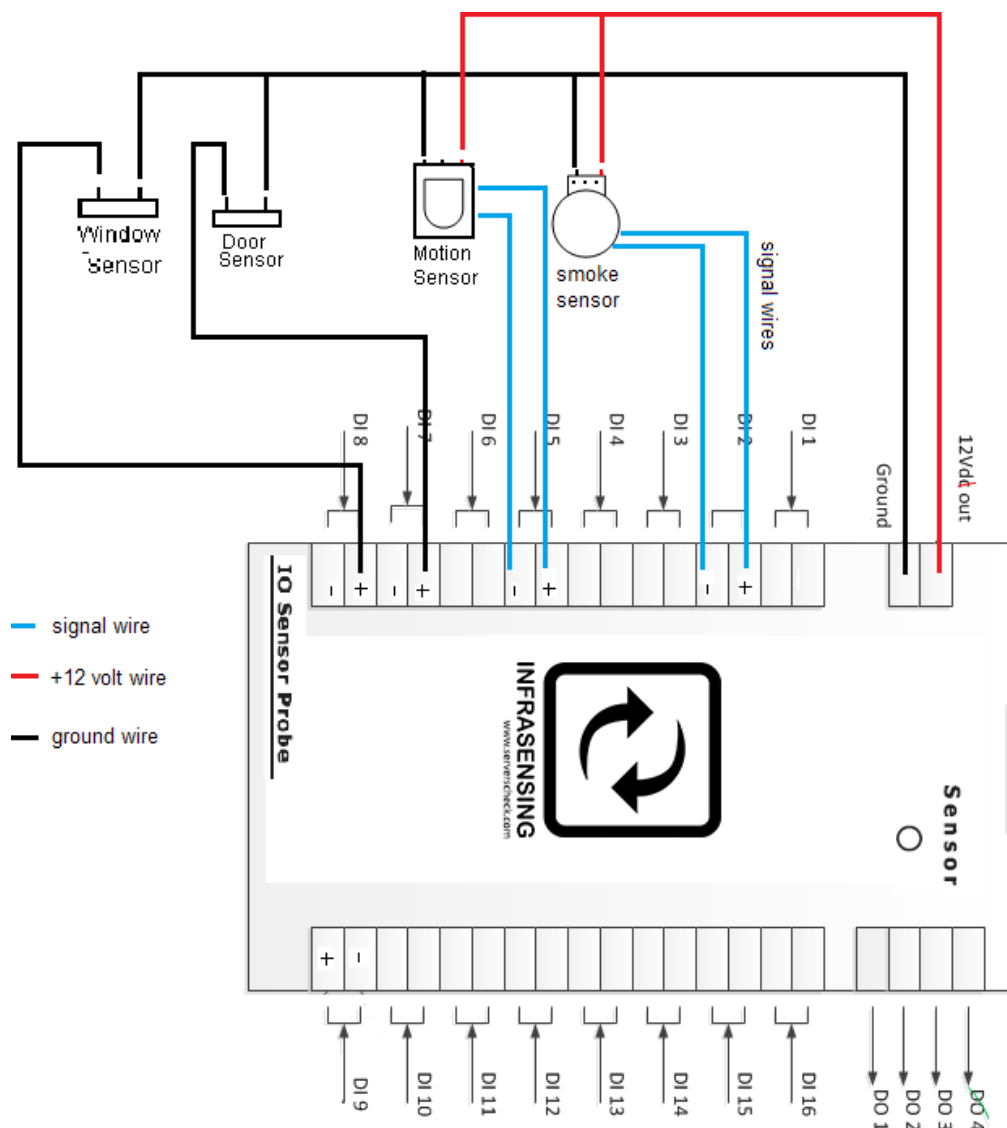 Window
Sensor
Door
Sensor
Motion
Sensor
smoke
sensor
signal wires
DI 8
DI 7
DI 6
DI 5
DI 4
DI 3
DI 2
DI 1
Ground
12Vdc out
- + - + - + - +
signal wire
+12 volt wire
ground wire
IO Sensor Probe
INFRASENSING
www.serverscheck.com
Sensor
+ -
DI 9
DI 10
DI 11
DI 12
DI 13
DI 14
DI 15
DI 16
DO 1
DO 2
DO 3
DO 4